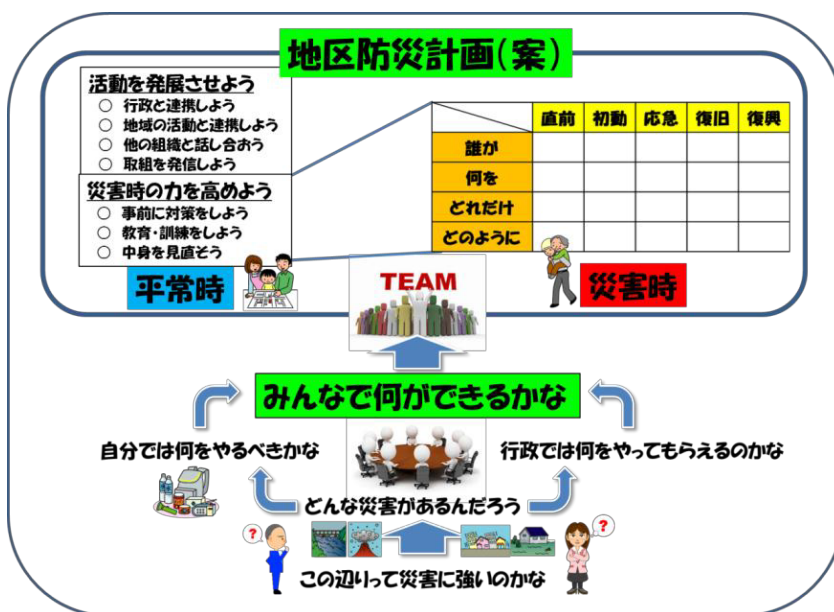 地区防災計画(案)
活動を発展させよう
○ 行政と連携しよう
○ 地域の活動と連携しよう
○ 他の組織と話し合おう
○ 取組を発信しよう
災害時の力を高めよう
○ 事前に対策をしよう
○ 教育・訓練をしよう
○ 中身を見直そう
平常時
直前 初動 応急 復旧 復興
誰が
何を
どれだけ
どのように
災害時
TEAM
みんなで何ができるかな
自分では何をやるべきかな
行政では何をやってもらえるのかな
どんな災害があるんだろう
?
?
この辺りって災害に強いのかな